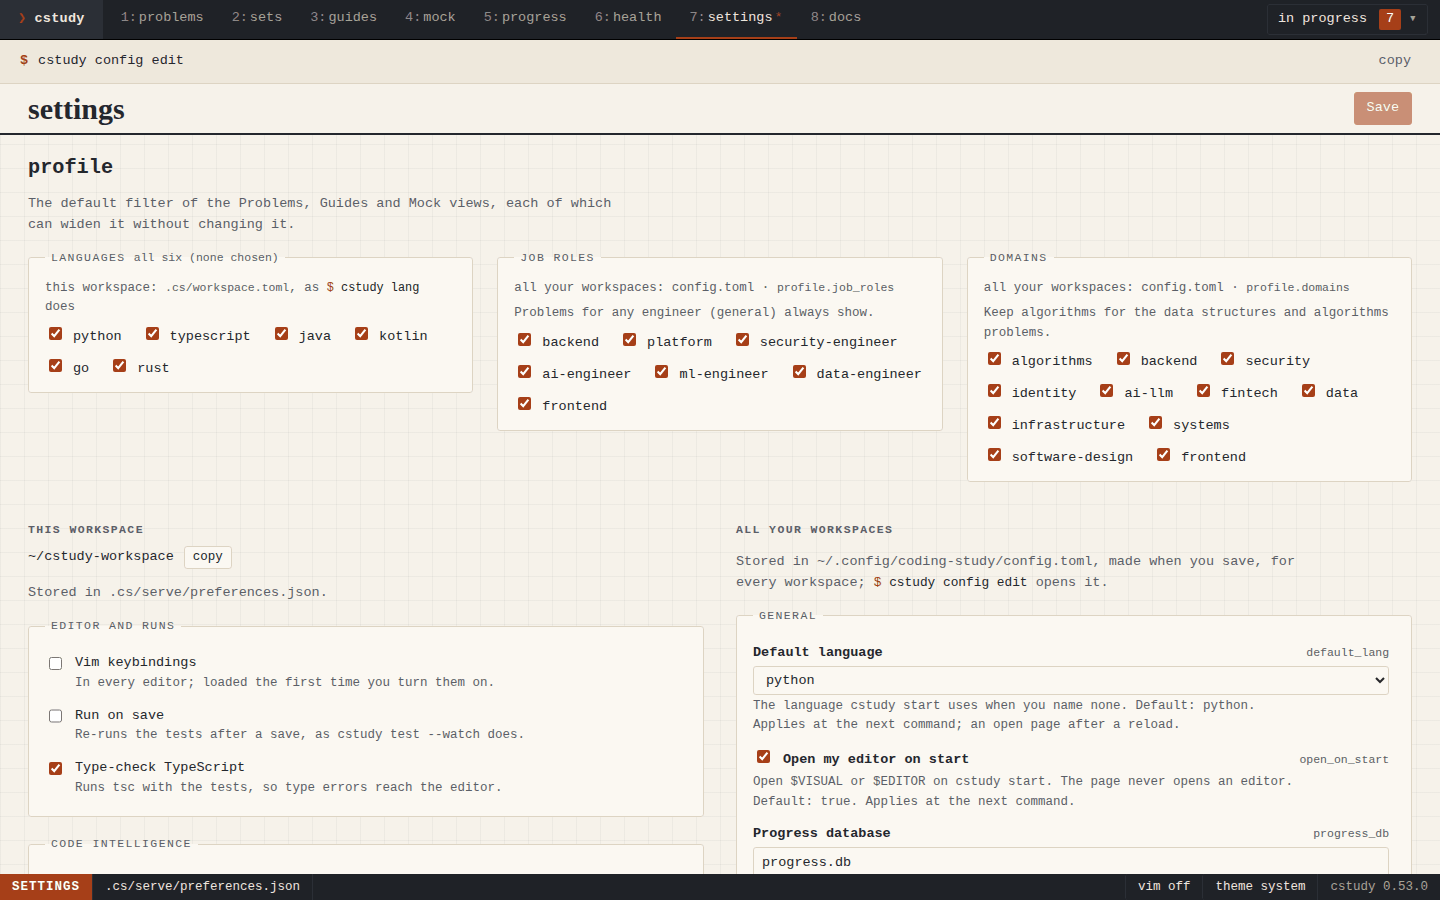 ❯ cstudy 1:problems 2:sets 3:guides 4:mock 5:progress 6:health 7:settings* 8:docs in progress 7 ▾
$ cstudy config edit copy
settings Save
profile
The default filter of the Problems, Guides and Mock views, each of which
can widen it without changing it.
LANGUAGES all six (none chosen)
this workspace: .cs/workspace.toml, as $ cstudy lang
does
python typescript java kotlin
go rust
JOB ROLES
all your workspaces: config.toml · profile.job_roles
Problems for any engineer (general) always show.
backend platform security-engineer
ai-engineer ml-engineer data-engineer
frontend
DOMAINS
all your workspaces: config.toml · profile.domains
Keep algorithms for the data structures and algorithms
problems.
algorithms backend security
identity ai-llm fintech data
infrastructure systems
software-design frontend
THIS WORKSPACE
~/cstudy-workspace copy
Stored in .cs/serve/preferences.json.
EDITOR AND RUNS
Vim keybindings
In every editor; loaded the first time you turn them on.
Run on save
Re-runs the tests after a save, as cstudy test --watch does.
Type-check TypeScript
Runs tsc with the tests, so type errors reach the editor.
CODE INTELLIGENCE
ALL YOUR WORKSPACES
Stored in ~/.config/coding-study/config.toml, made when you save, for
every workspace; $ cstudy config edit opens it.
GENERAL
Default language default_lang
python
The language cstudy start uses when you name none. Default: python.
Applies at the next command; an open page after a reload.
Open my editor on start open_on_start
Open $VISUAL or $EDITOR on cstudy start. The page never opens an editor.
Default: true. Applies at the next command.
Progress database progress_db
progress.db
SETTINGS .cs/serve/preferences.json vim off theme system cstudy 0.53.0